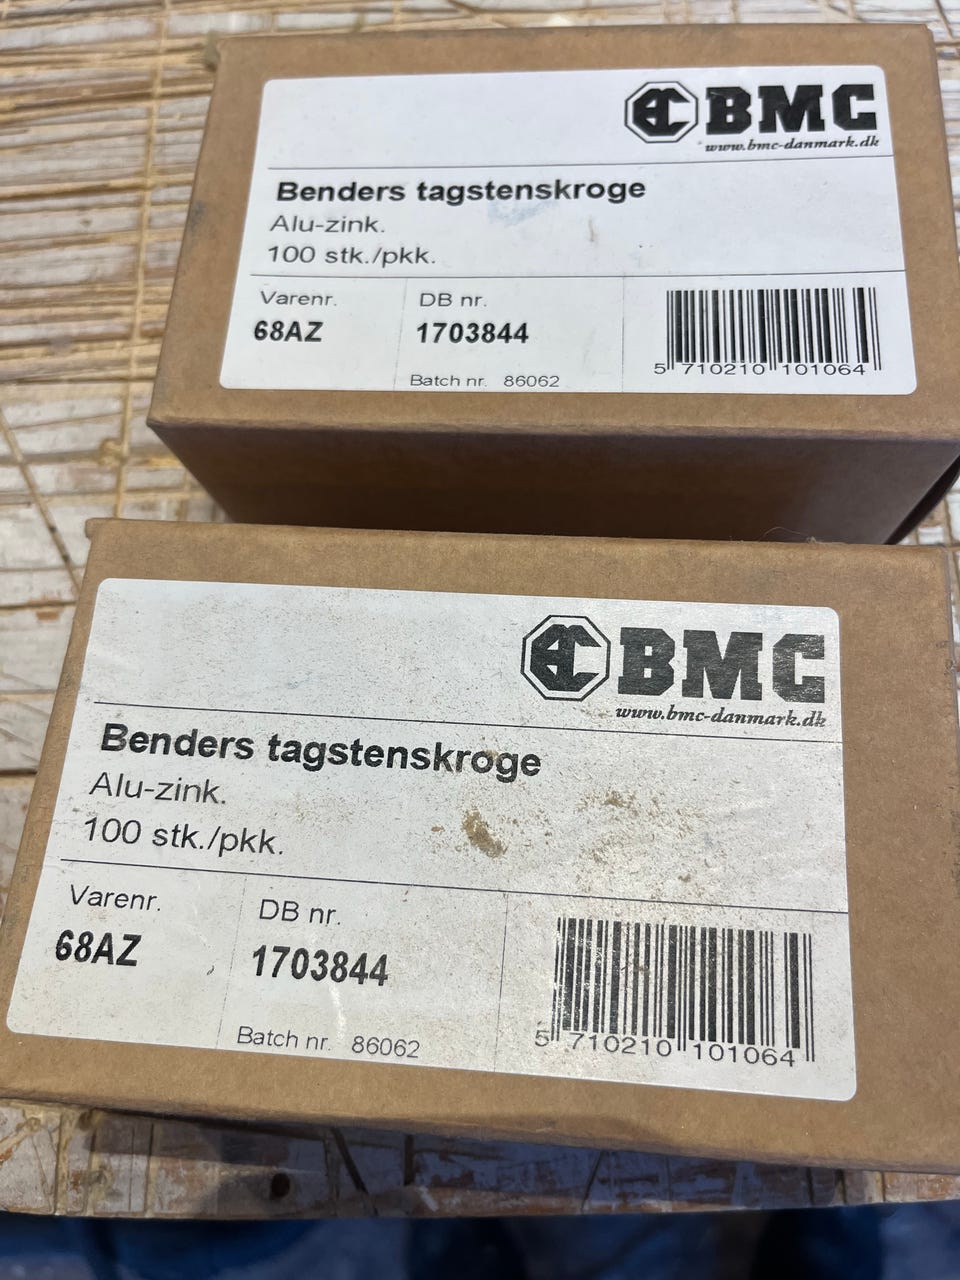 BMC
www.bmc-danmark.dk
Benders tagstenskroge
Alu-zink.
100 stk./pkk.
Varenr. DB nr.
68AZ 1703844
Batch nr. 86062
5 710210 101064
BMC
www.bmc-danmark.dk
Benders tagstenskroge
Alu-zink.
100 stk./pkk.
Varenr. DB nr.
68AZ 1703844
Batch nr. 86062
5 710210 101064